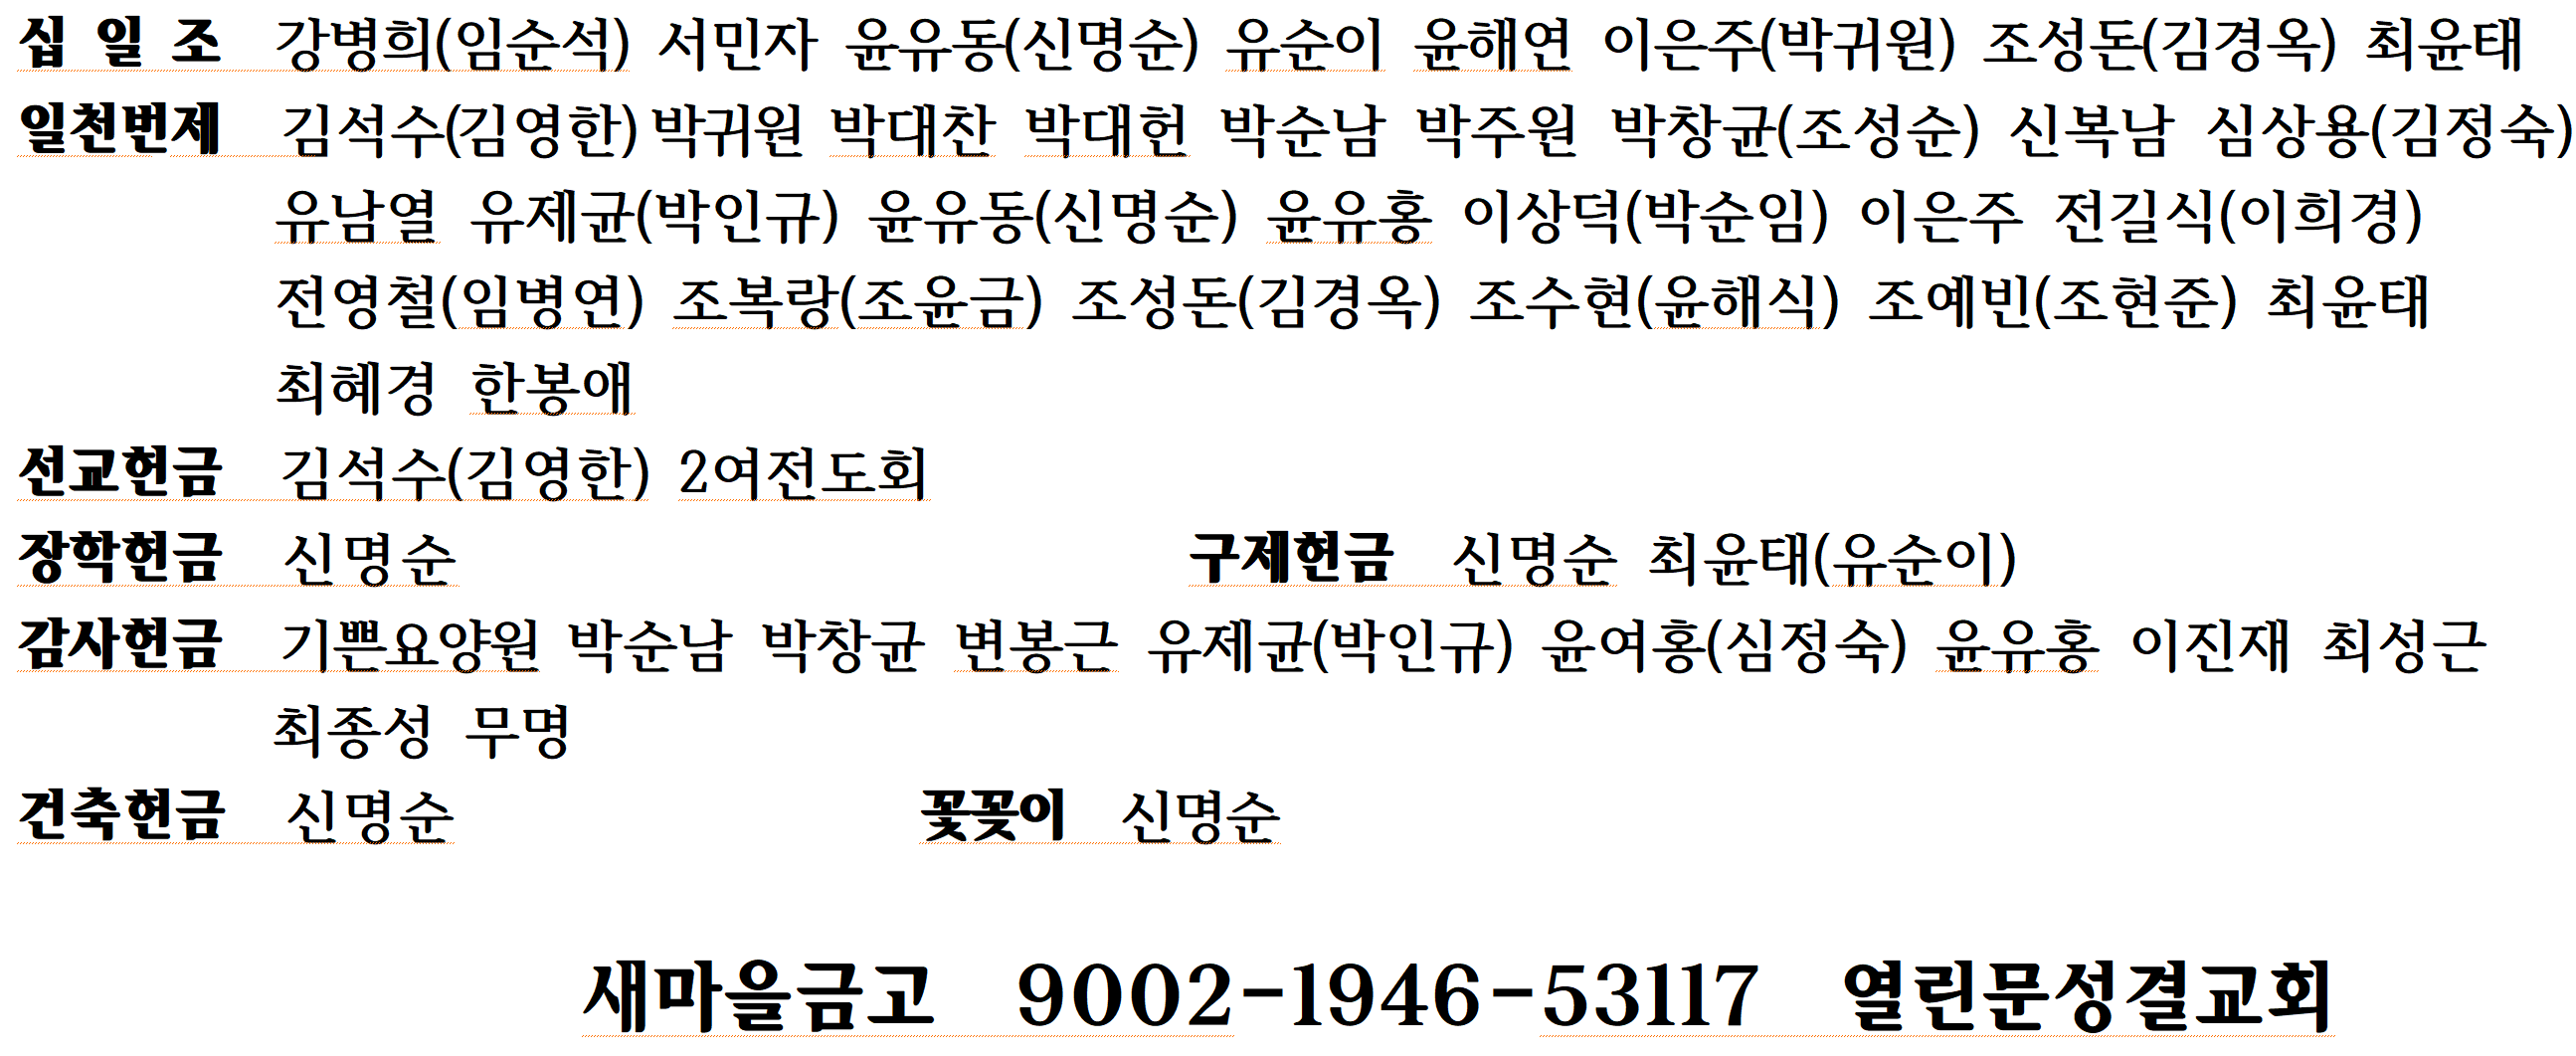 십 일 조 강병희(임순석) 서민자 윤유동(신명순) 유순이 윤해연 이은주(박귀원) 조성돈(김경옥) 최윤태
일천번제 김석수(김영한) 박귀원 박대찬 박대헌 박순남 박주원 박창균(조성순) 신복남 심상용(김정숙)
유남열 유제균(박인규) 윤유동(신명순) 윤유홍 이상덕(박순임) 이은주 전길식(이희경)
전영철(임병연) 조복랑(조윤금) 조성돈(김경옥) 조수현(윤해식) 조예빈(조현준) 최윤태
최혜경 한봉애
선교헌금 김석수(김영한) 2여전도회
장학헌금 신명순 구제헌금 신명순 최윤태(유순이)
감사헌금 기쁜요양원 박순남 박창균 변봉근 유제균(박인규) 윤여홍(심정숙) 윤유홍 이진재 최성근
최종성 무명
건축헌금 신명순 꽃꽂이 신명순
새마을금고 9002-1946-53117 열린문성결교회